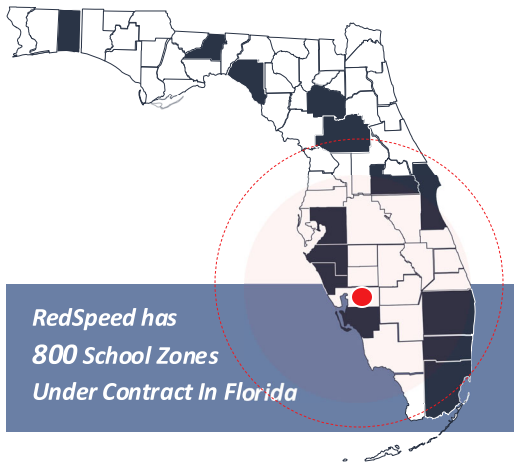 RedSpeed has
800 School Zones
Under Contract In Florida